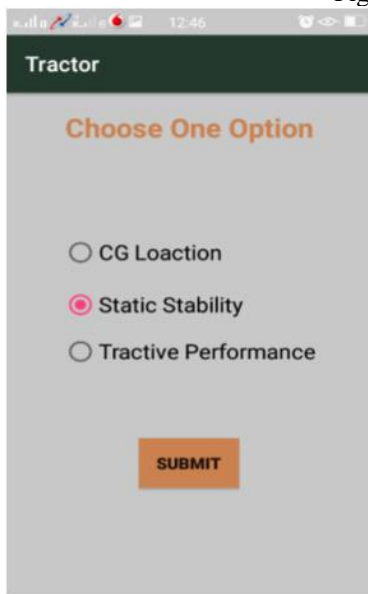 12:46
Tractor
Choose One Option
CG Loaction
Static Stability
Tractive Performance
SUBMIT